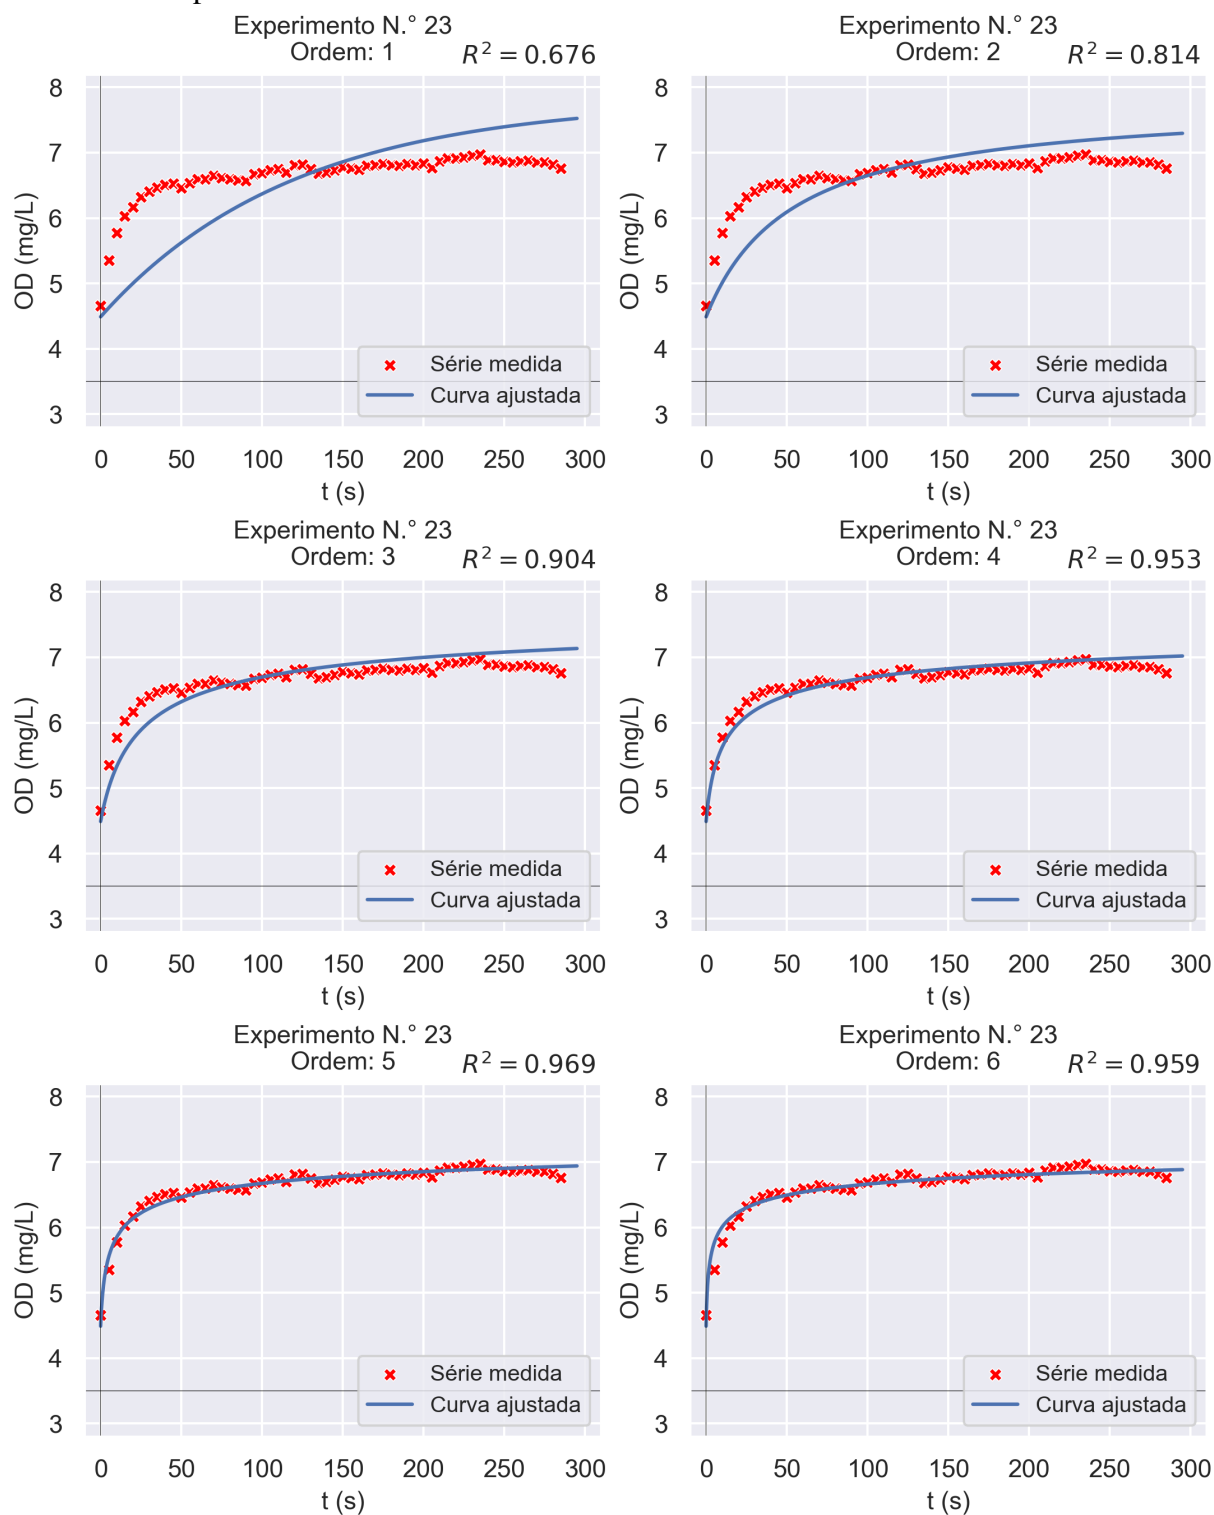 Experimento N.° 23
Ordem: 1
R² = 0.676
8
7
6
5
4
3
OD (mg/L)
Série medida
Curva ajustada
0 50 100 150 200 250 300
t (s)
Experimento N.° 23
Ordem: 2
R² = 0.814
8
7
6
5
4
3
OD (mg/L)
Série medida
Curva ajustada
0 50 100 150 200 250 300
t (s)
Experimento N.° 23
Ordem: 3
R² = 0.904
8
7
6
5
4
3
OD (mg/L)
Série medida
Curva ajustada
0 50 100 150 200 250 300
t (s)
Experimento N.° 23
Ordem: 4
R² = 0.953
8
7
6
5
4
3
OD (mg/L)
Série medida
Curva ajustada
0 50 100 150 200 250 300
t (s)
Experimento N.° 23
Ordem: 5
R² = 0.969
8
7
6
5
4
3
OD (mg/L)
Série medida
Curva ajustada
0 50 100 150 200 250 300
t (s)
Experimento N.° 23
Ordem: 6
R² = 0.959
8
7
6
5
4
3
OD (mg/L)
Série medida
Curva ajustada
0 50 100 150 200 250 300
t (s)